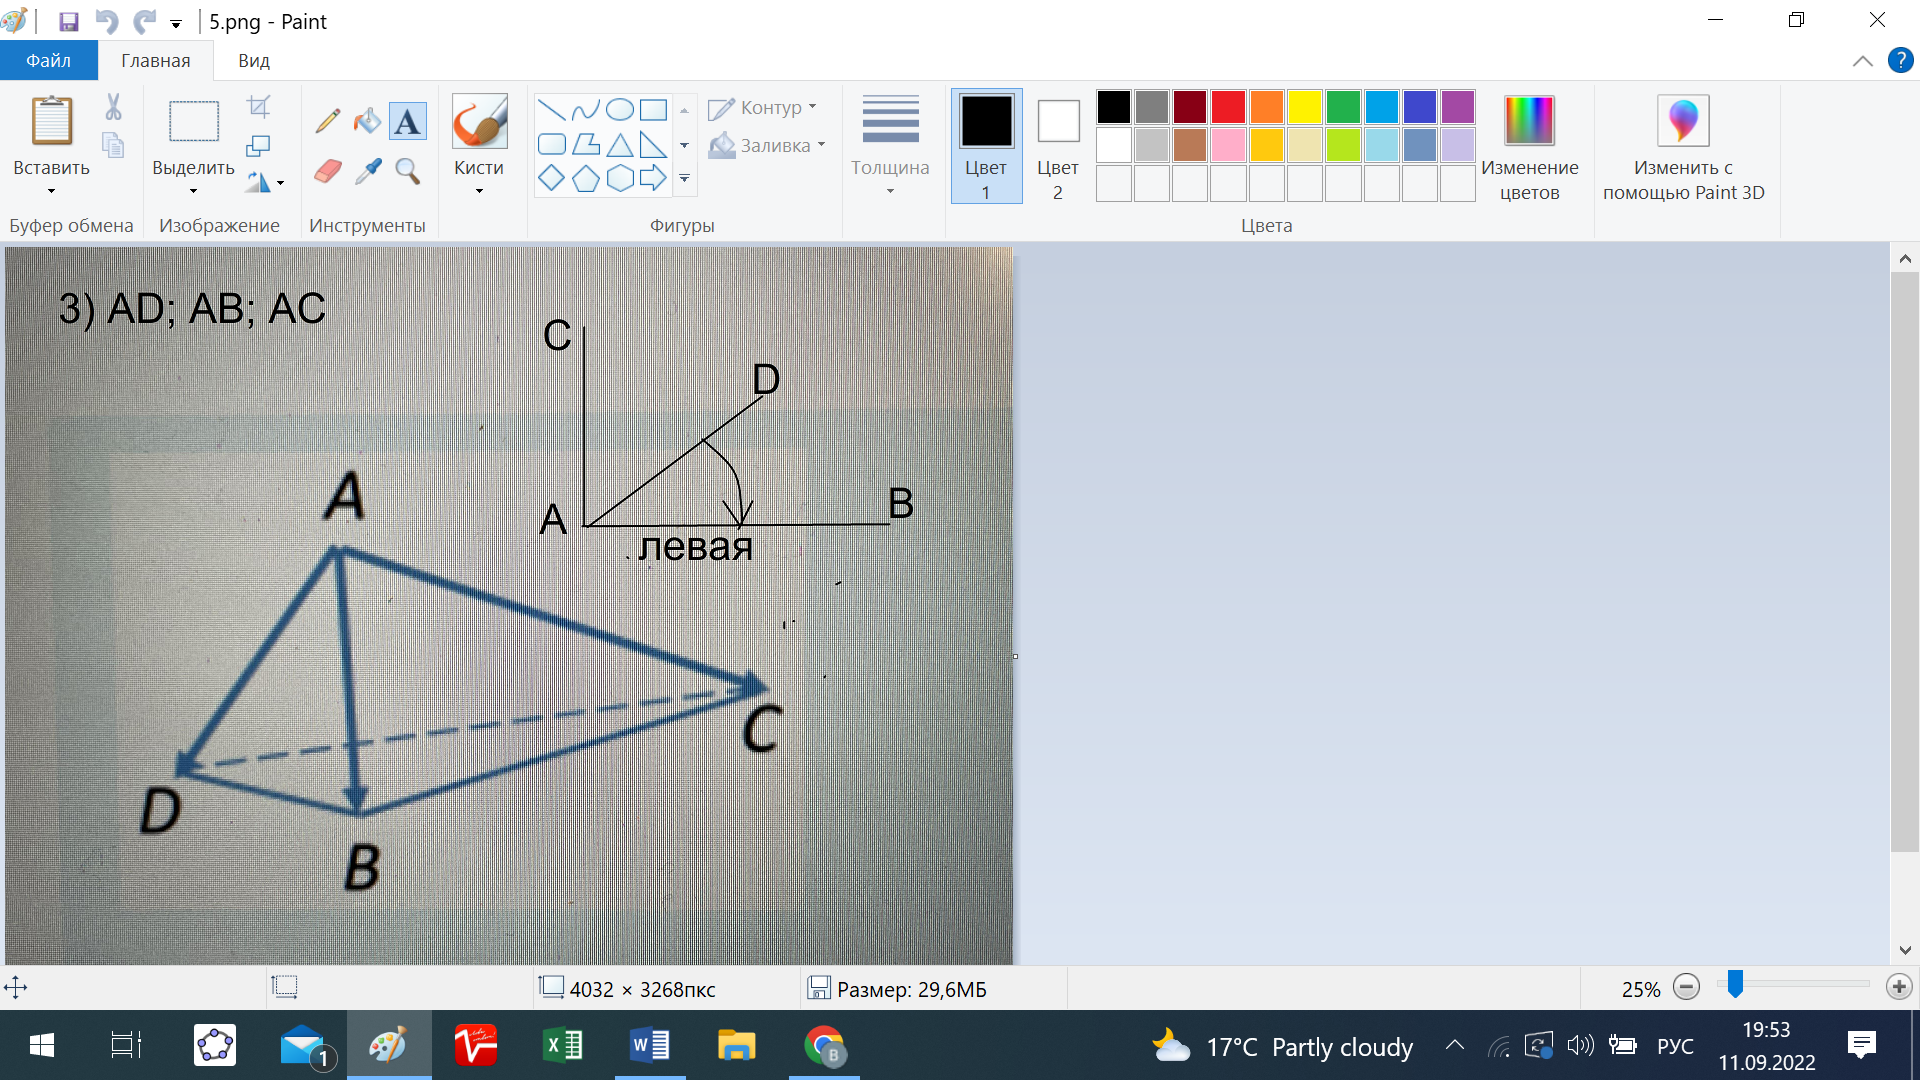 5.png - Paint
Файл Главная Вид
Вставить
Выделить
Кисти
Контур
Заливка
Толщина
Цвет 1
Цвет 2
Изменение цветов
Изменить с помощью Paint 3D
Буфер обмена
Изображение
Инструменты
Фигуры
Цвета
3) AD; AB; AC
C
D
A
B
левая
A
C
D
B
4032 × 3268пкс
Размер: 29,6МБ
25%
1
B
17°C Partly cloudy
РУС
19:53
11.09.2022